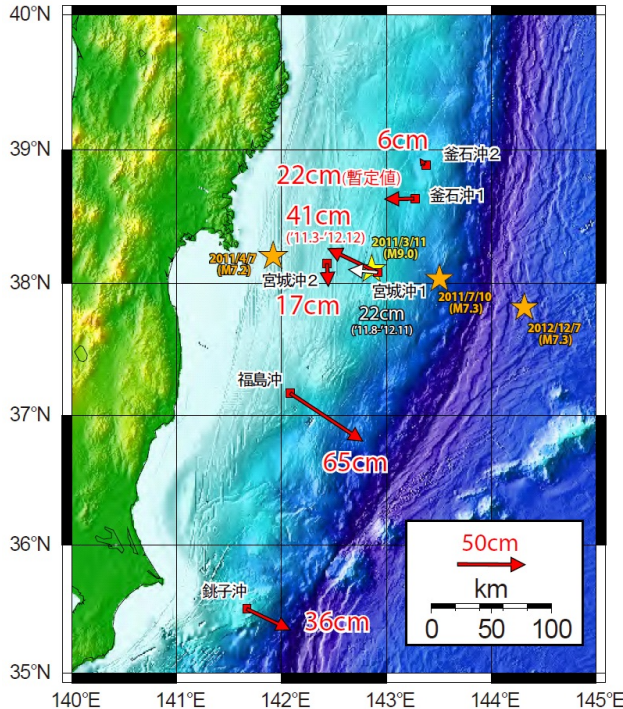 40°N
39°N
38°N
37°N
36°N
35°N
140°E
141°E
142°E
143°E
144°E
145°E
6cm
釜石沖2
22cm(暫定値)
釜石沖1
41cm
('11.3-'12.12)
2011/3/11
(M9.0)
2011/4/7
(M7.2)
宮城沖2
宮城沖1
17cm
22cm
('11.8-'12.11)
2011/7/10
(M7.3)
2012/12/7
(M7.3)
福島沖
65cm
銚子沖
36cm
50cm
km
0 50 100